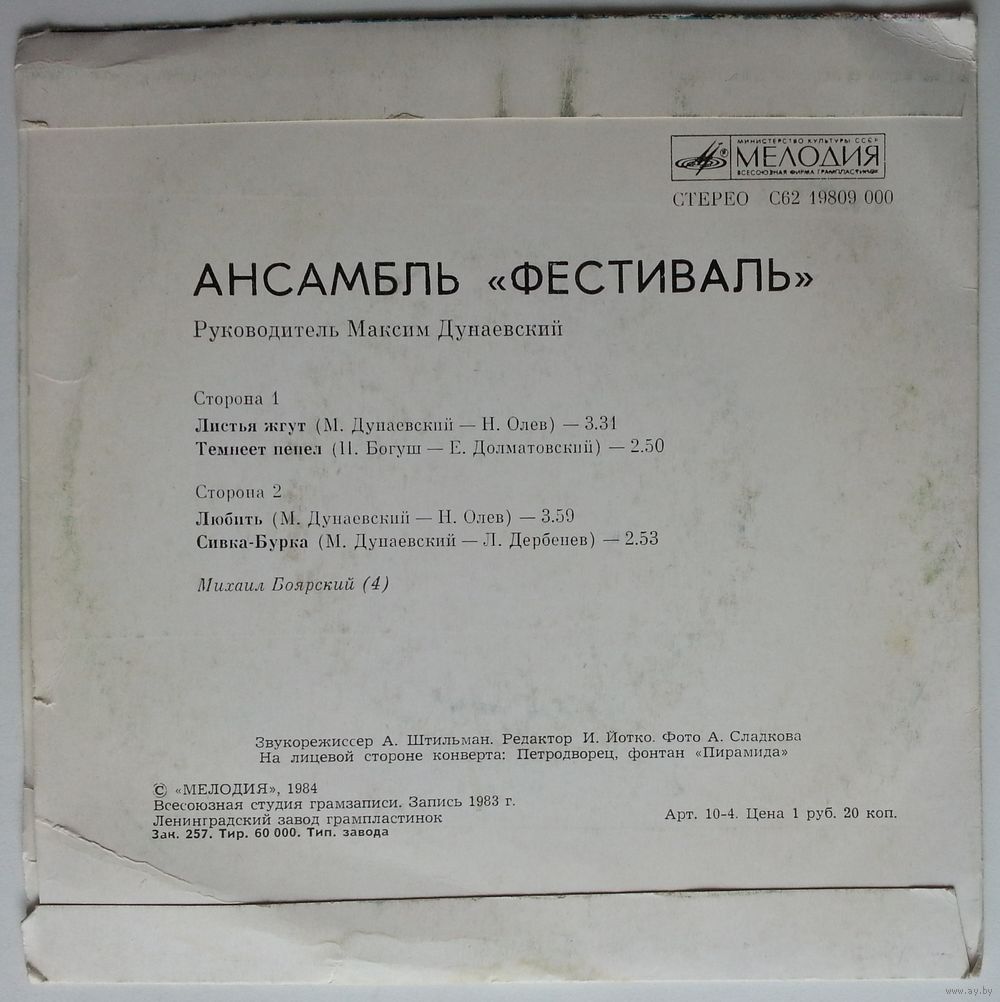 МИНИСТЕРСТВО КУЛЬТУРЫ СССР
МЕЛОДИЯ
ВСЕСОЮЗНАЯ ФИРМА ГРАМПЛАСТИНОК
СТЕРЕО С62 19809 000
АНСАМБЛЬ «ФЕСТИВАЛЬ»
Руководитель Максим Дунаевский
Сторона 1
Листья жгут (М. Дунаевский — Н. Олев) — 3.31
Темнеет пепел (И. Богуш — Е. Долматовский) — 2.50
Сторона 2
Любить (М. Дунаевский — Н. Олев) — 3.59
Сивка-Бурка (М. Дунаевский — Л. Дербенев) — 2.53
Михаил Боярский (4)
Звукорежиссер А. Штильман. Редактор И. Йотко. Фото А. Сладкова
На лицевой стороне конверта: Петродворец, фонтан «Пирамида»
© «МЕЛОДИЯ», 1984
Всесоюзная студия грамзаписи. Запись 1983 г.
Ленинградский завод грампластинок
Зак. 257. Тир. 60 000. Тип. завода
Арт. 10-4. Цена 1 руб. 20 коп.
www.ay.by